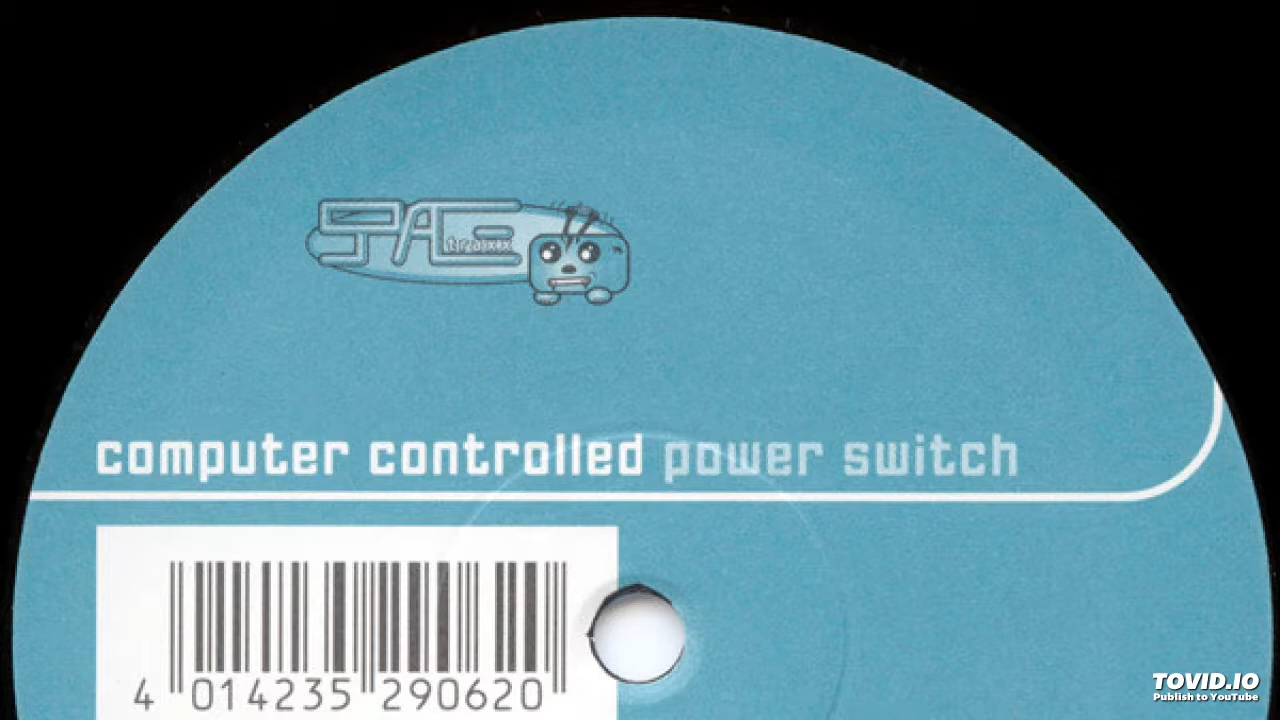 SPACE
traxx
computer controlled power switch
4 014235 290620
TOVID.IO
Publish to YouTube